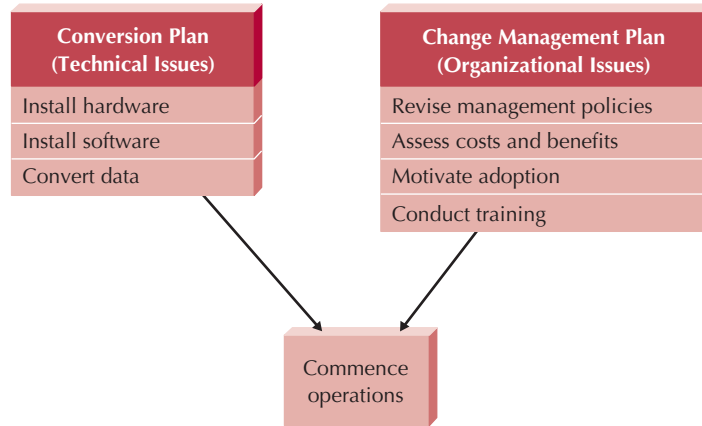 Conversion Plan
(Technical Issues)
Install hardware
Install software
Convert data
Change Management Plan
(Organizational Issues)
Revise management policies
Assess costs and benefits
Motivate adoption
Conduct training
Commence
operations